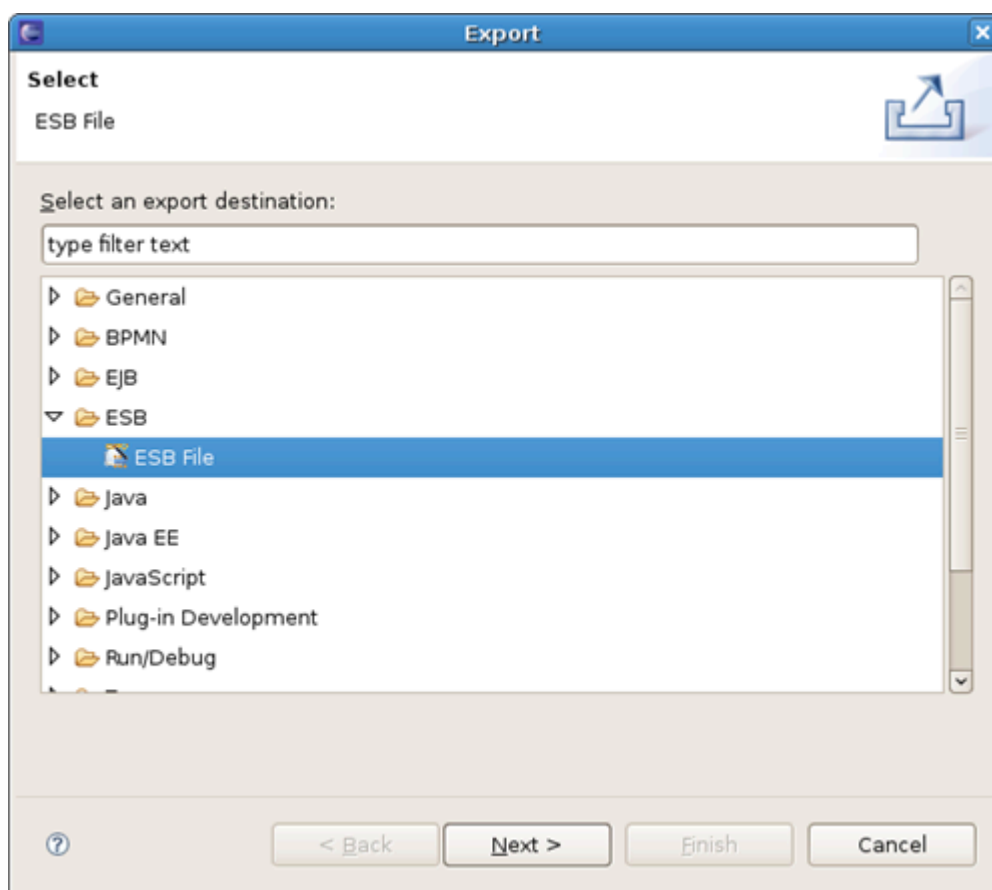 Export
Select
ESB File
Select an export destination:
type filter text
General
BPMN
EJB
ESB
ESB File
Java
Java EE
JavaScript
Plug-in Development
Run/Debug
< Back Next > Finish Cancel